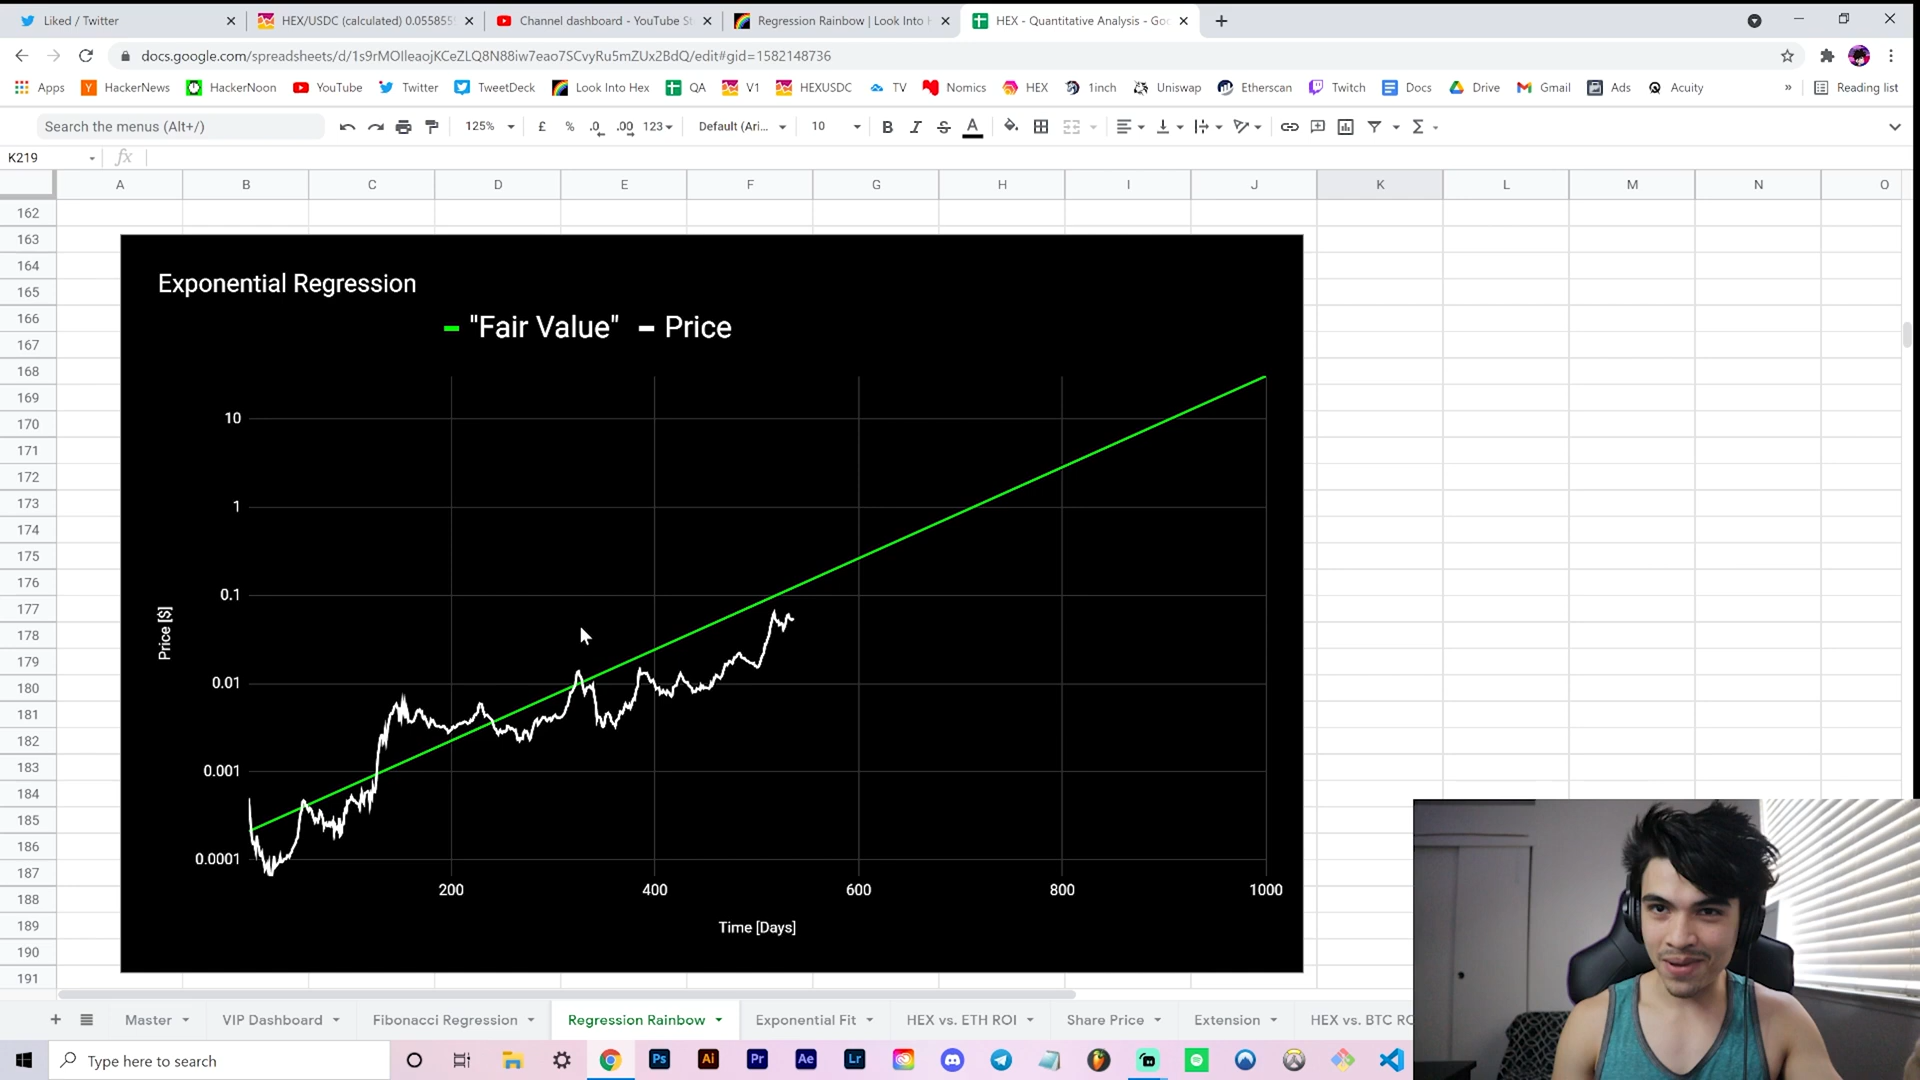 Liked / Twitter
HEX/USDC (calculated) 0.055855
Channel dashboard - YouTube St
Regression Rainbow | Look Into H
HEX - Quantitative Analysis - Goo
docs.google.com/spreadsheets/d/1s9rMOIleaojKCeZLQ8N88iw7eao7SCvyRu5mZUx2BdQ/edit#gid=1582148736
Apps HackerNews HackerNoon YouTube Twitter TweetDeck Look Into Hex QA V1 HEXUSDC TV Nomics HEX 1inch Uniswap Etherscan Twitch Docs Drive Gmail Ads Acuity » Reading list
Search the menus (Alt+/) 125% £ % .0 .00 123 Default (Ari... 10 B I S A Σ
K219 fx
A B C D E F G H I J K L M N O
162
163
164
165
166
167
168
169
170
171
172
173
174
175
176
177
178
179
180
181
182
183
184
185
186
187
188
189
190
191
Exponential Regression
"Fair Value" Price
10
1
0.1
0.01
0.001
0.0001
Price [$]
200 400 600 800 1000
Time [Days]
+ Master VIP Dashboard Fibonacci Regression Regression Rainbow Exponential Fit HEX vs. ETH ROI Share Price Extension HEX vs. BTC RO
Type here to search
Ps Ai Pr Ae Lr